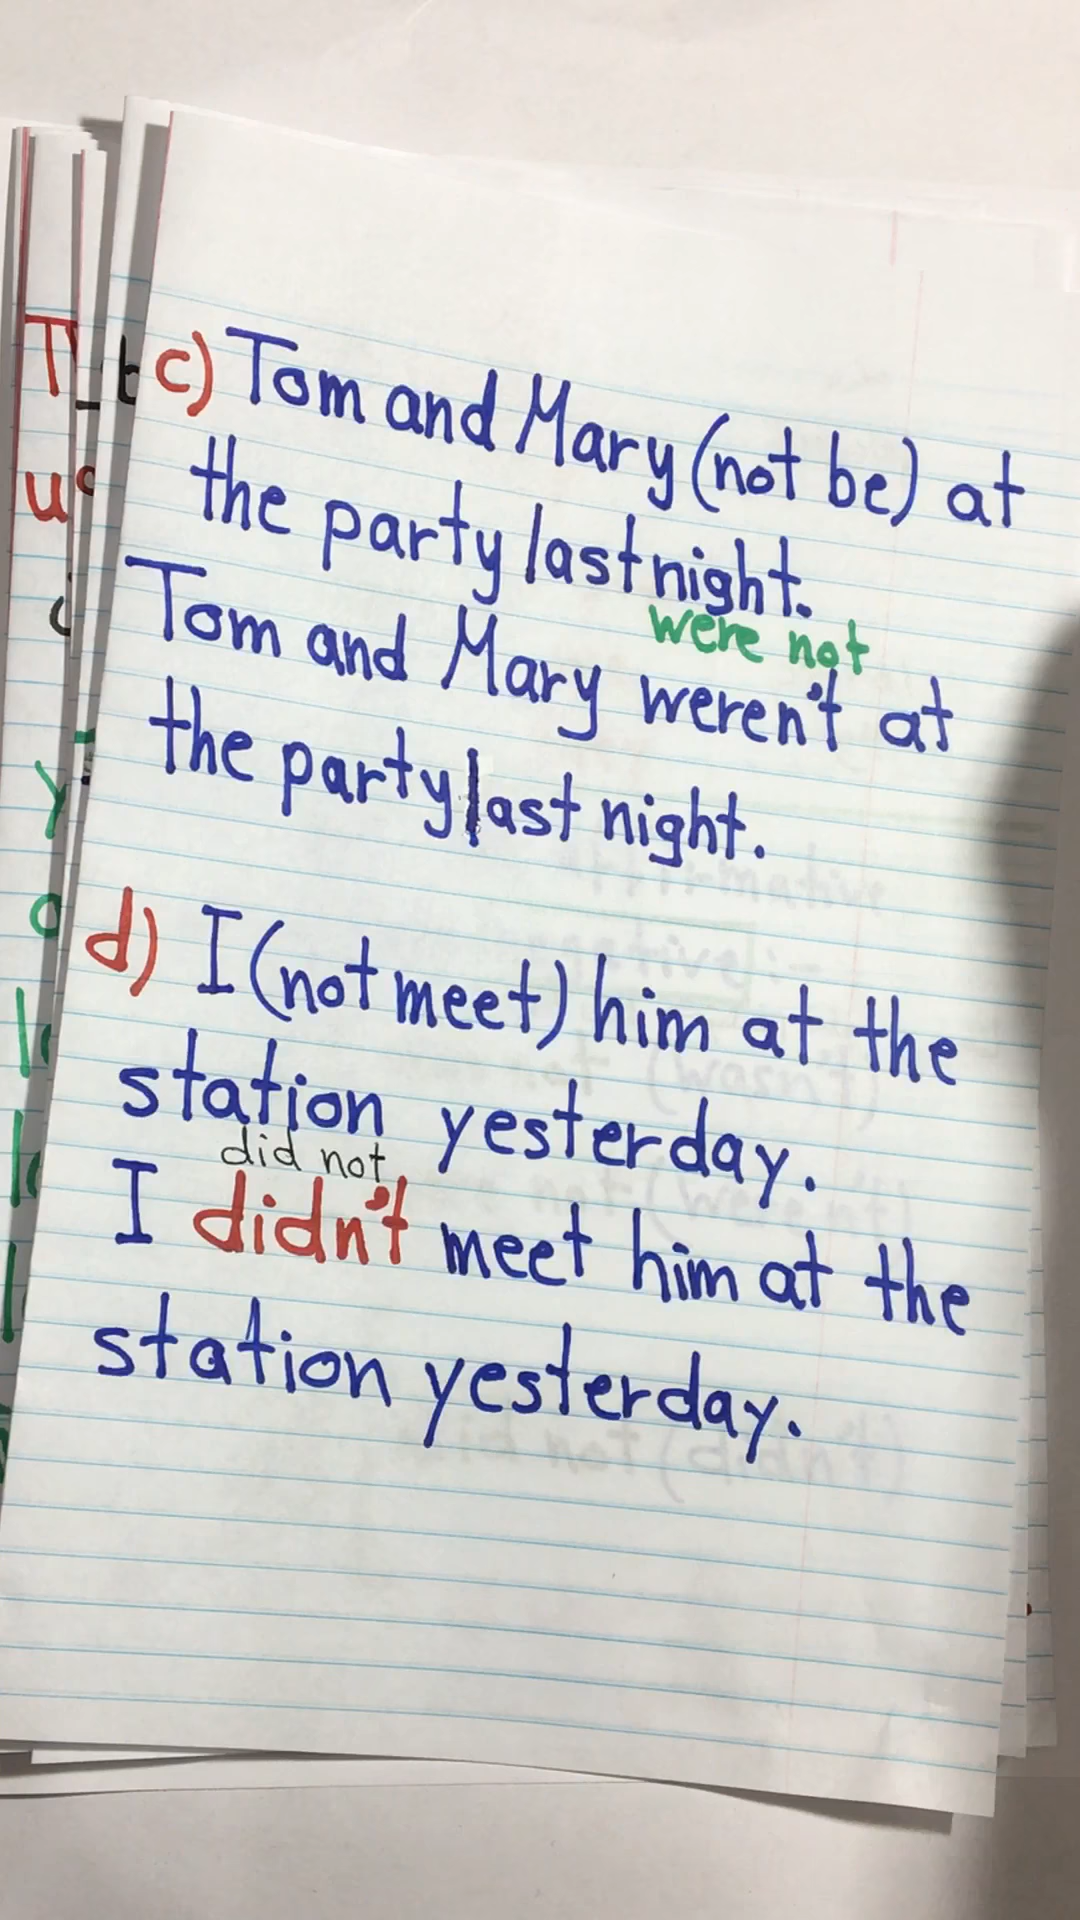 c) Tom and Mary (not be) at
the party last night.
were not
Tom and Mary weren't at
the party last night.
d) I (not meet) him at the
station yesterday.
did not
I didn't meet him at the
station yesterday.